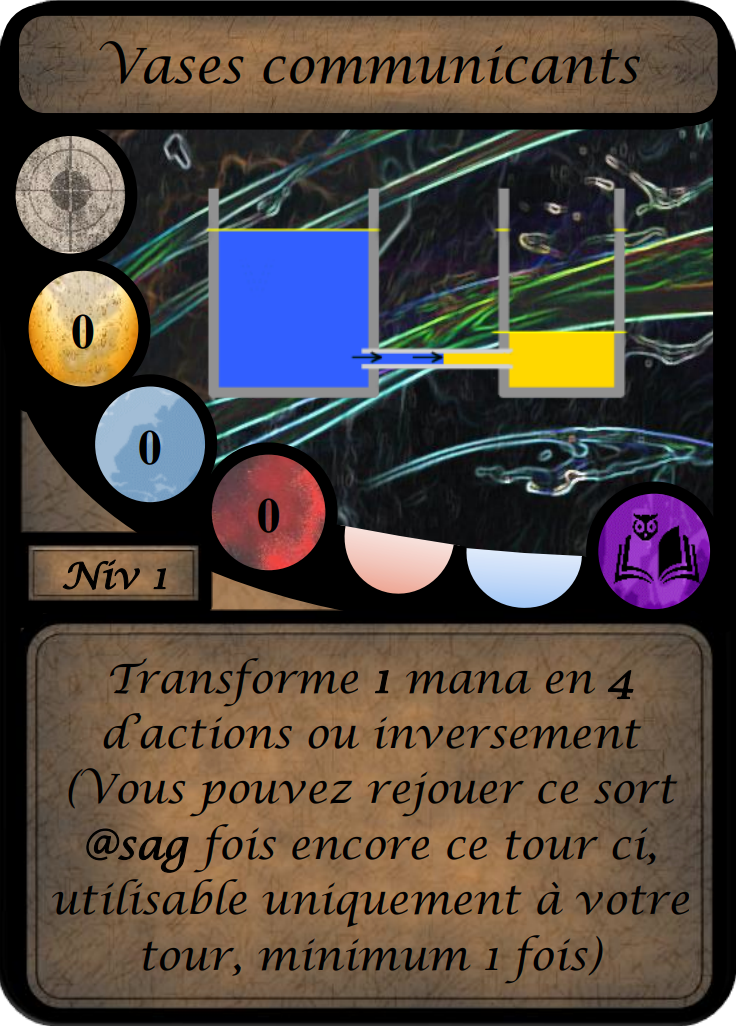 Vases communicants
0
0
0
Niv 1
Transforme 1 mana en 4
d'actions ou inversement
(Vous pouvez rejouer ce sort
@sag fois encore ce tour ci,
utilisable uniquement à votre
tour, minimum 1 fois)